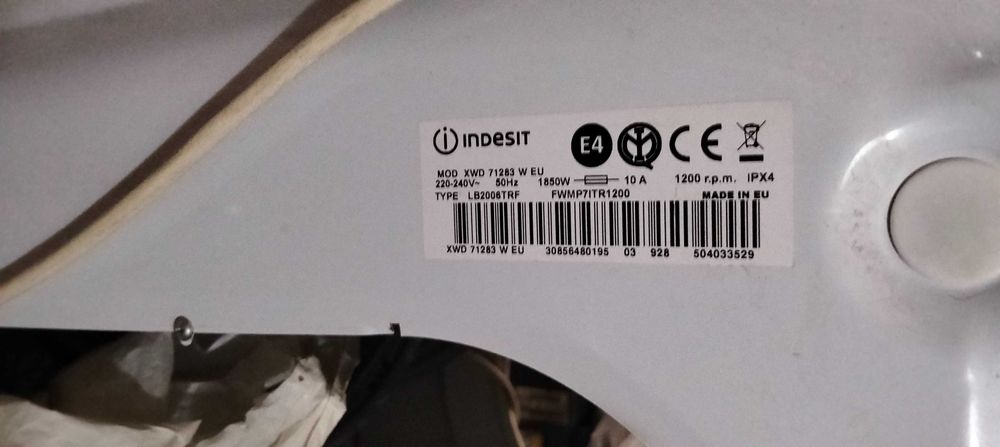 indesit E4
MOD XWD 71283 W EU
220-240V~ 50Hz 1850W 10 A 1200 r.p.m. IPX4
TYPE LB2006TRF FWMP7ITR1200 MADE IN EU
XWD 71283 W EU 30856480195 03 928 504033529